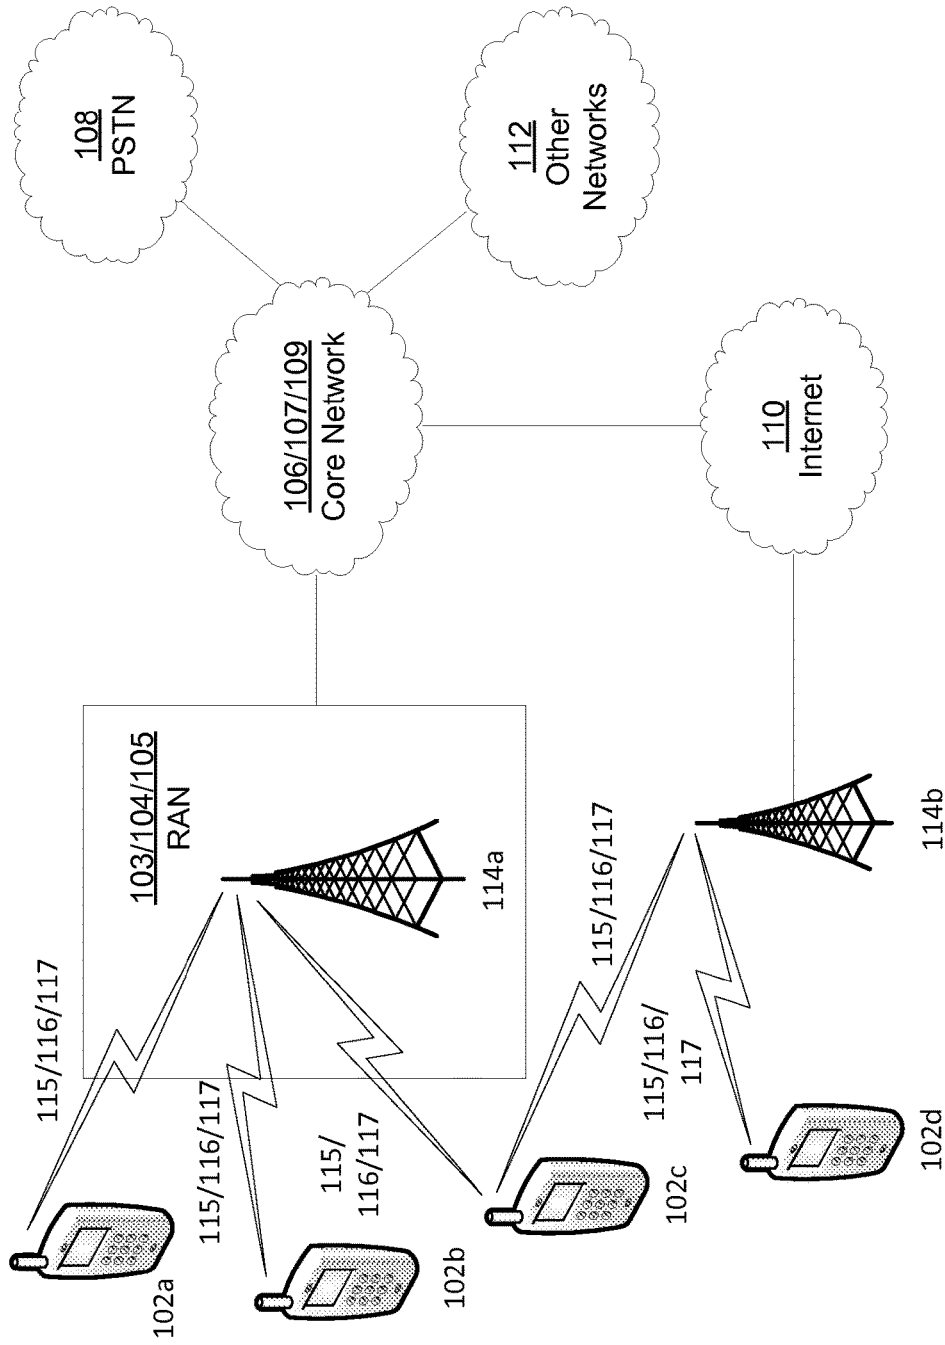 102a
115/116/117
103/104/105
RAN
108
PSTN
102b
115/116/117
115/
116/117
114a
106/107/109
Core Network
112
Other
Networks
102c
115/116/117
102d
115/116/
117
114b
110
Internet